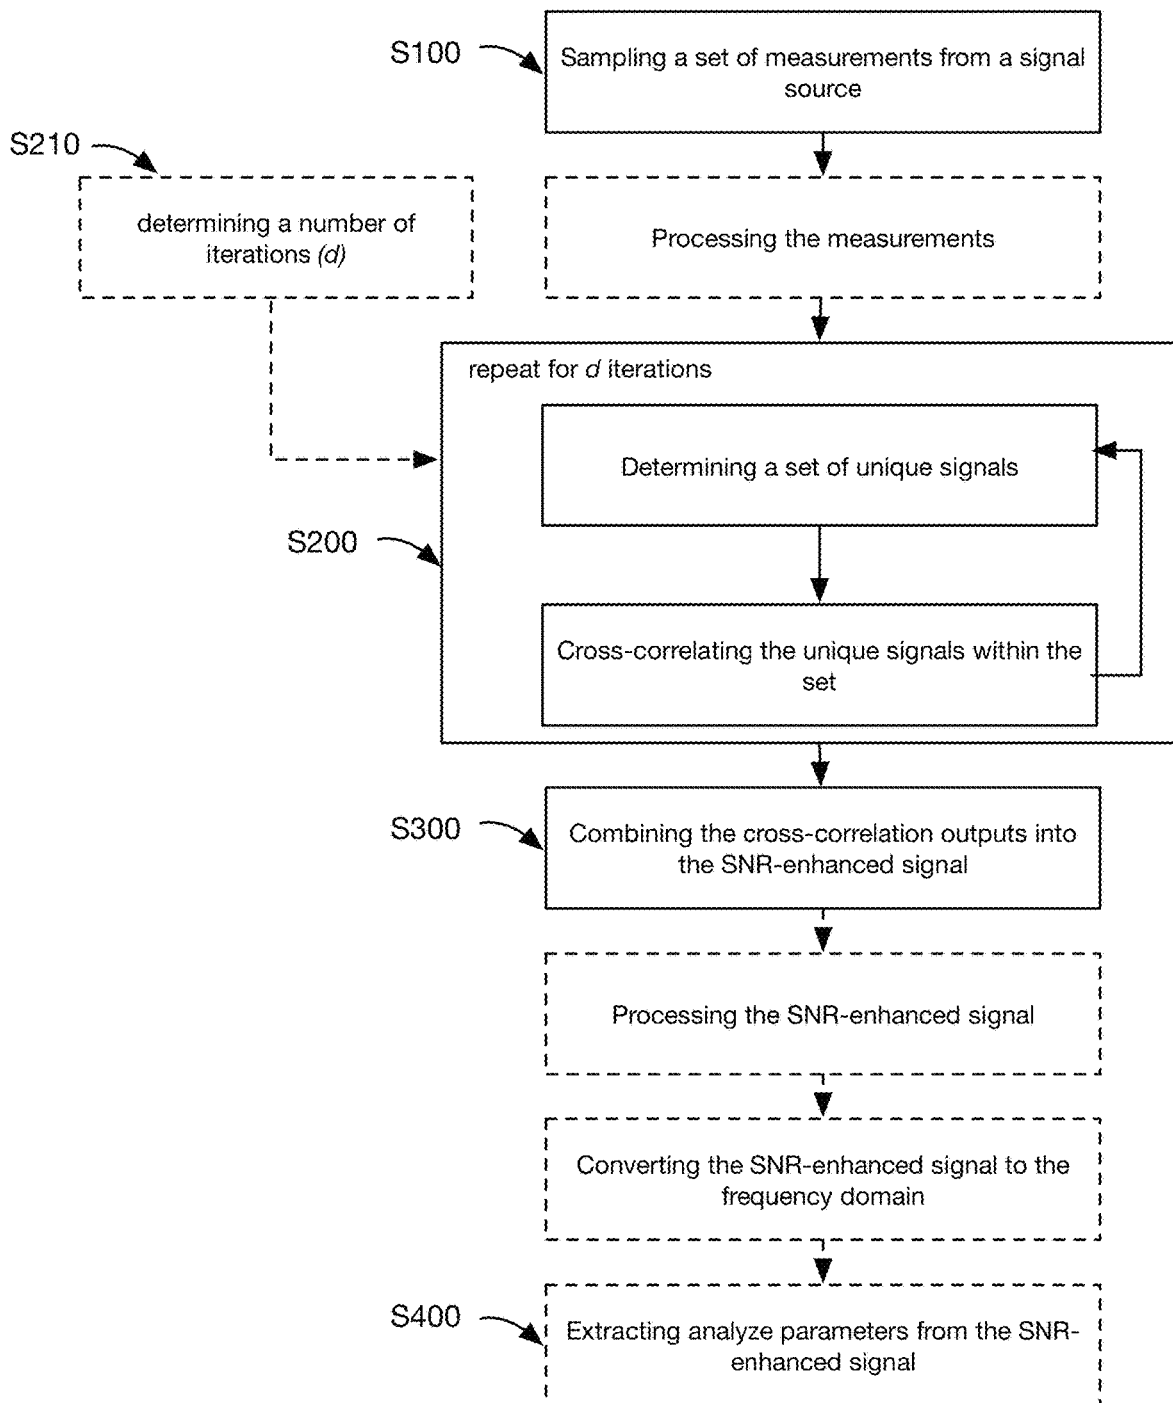 S100
Sampling a set of measurements from a signal
source
S210
determining a number of
iterations (d)
Processing the measurements
repeat for d iterations
Determining a set of unique signals
S200
Cross-correlating the unique signals within the
set
S300
Combining the cross-correlation outputs into
the SNR-enhanced signal
Processing the SNR-enhanced signal
Converting the SNR-enhanced signal to the
frequency domain
S400
Extracting analyze parameters from the SNR-
enhanced signal